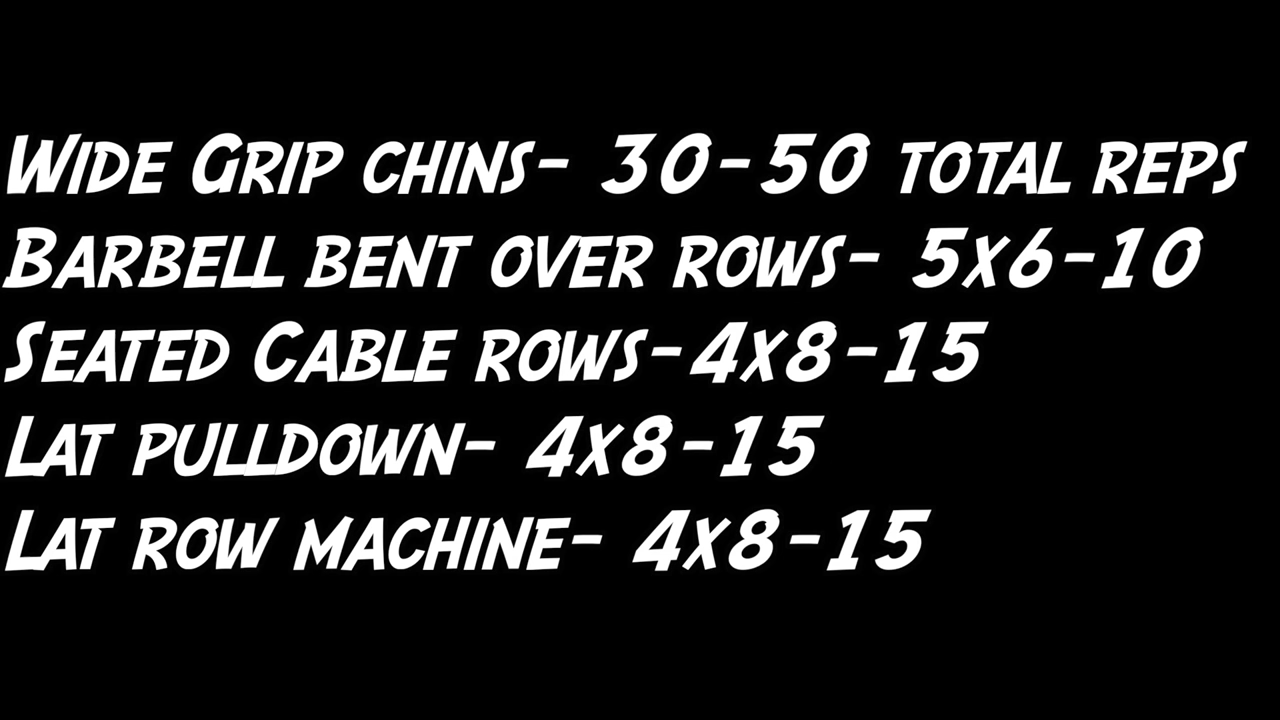 Wide Grip chins- 30-50 total reps
Barbell bent over rows- 5x6-10
Seated Cable rows-4x8-15
Lat pulldown- 4x8-15
Lat row machine- 4x8-15